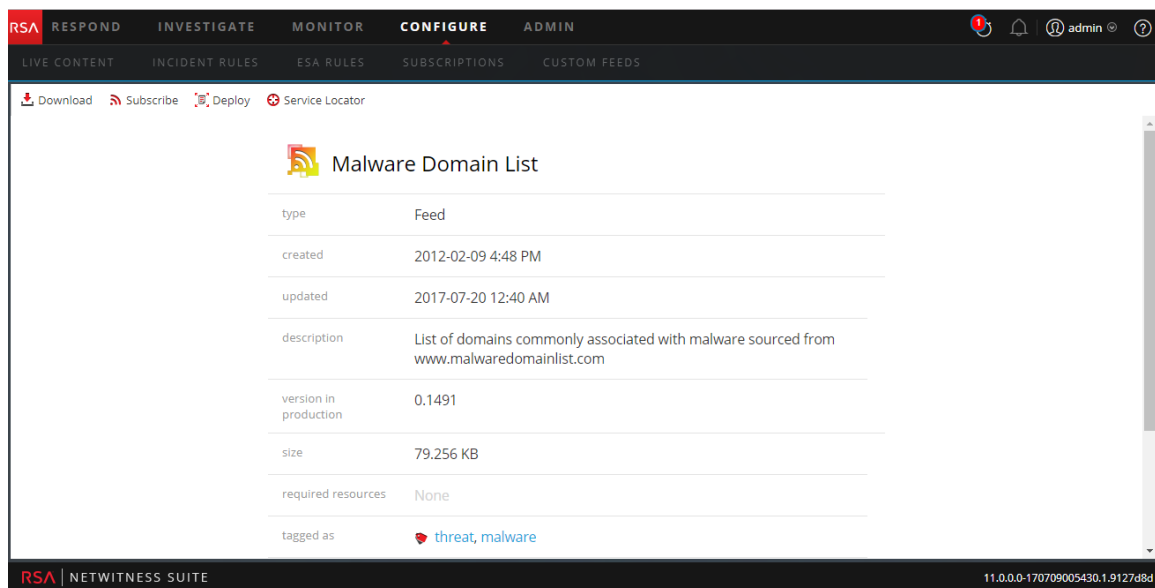 RSA RESPOND INVESTIGATE MONITOR CONFIGURE ADMIN 1 admin ?
LIVE CONTENT INCIDENT RULES ESA RULES SUBSCRIPTIONS CUSTOM FEEDS
Download Subscribe Deploy Service Locator
Malware Domain List
type Feed
created 2012-02-09 4:48 PM
updated 2017-07-20 12:40 AM
description List of domains commonly associated with malware sourced from
www.malwaredomainlist.com
version in 0.1491
production
size 79.256 KB
required resources None
tagged as threat, malware
RSA NETWITNESS SUITE 11.0.0.0-170709005430.1.9127d8d